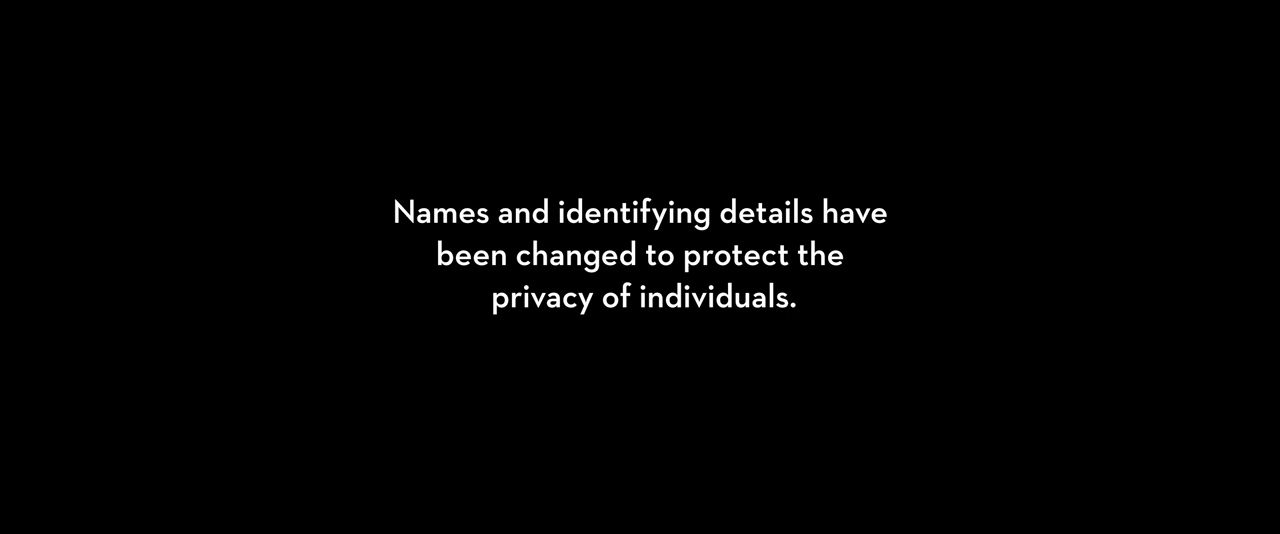 Names and identifying details have
been changed to protect the
privacy of individuals.